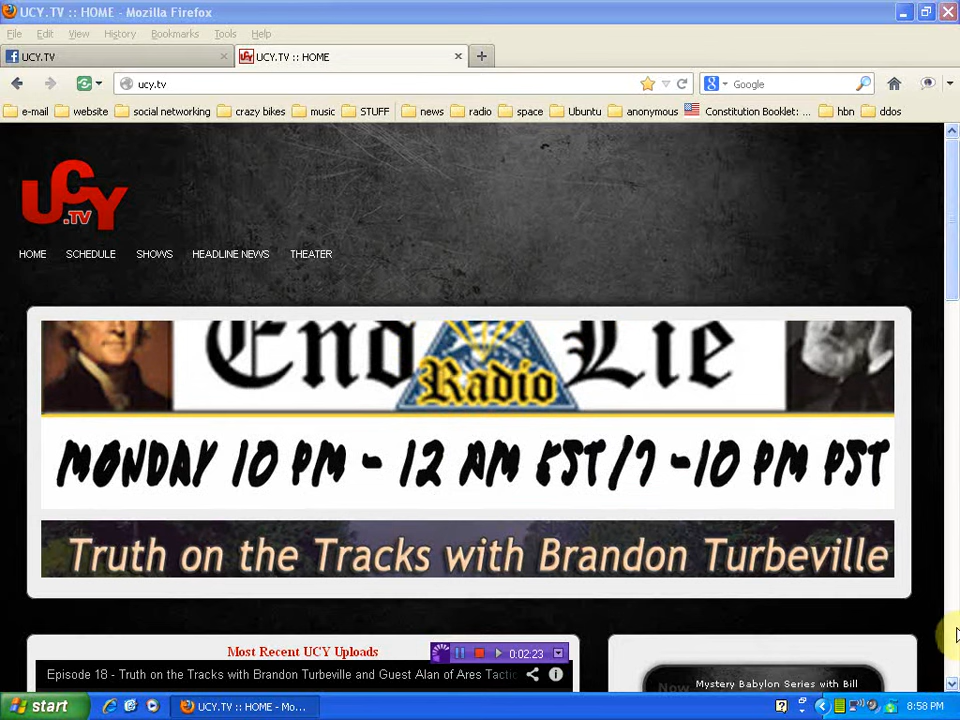 UCY.TV :: HOME - Mozilla Firefox
File Edit View History Bookmarks Tools Help
UCY.TV UCY.TV :: HOME
ucy.tv Google
e-mail website social networking crazy bikes music STUFF news radio space Ubuntu anonymous Constitution Booklet: ... hbn ddos
UCY
.TV
HOME SCHEDULE SHOWS HEADLINE NEWS THEATER
End Lie
Radio
MONDAY 10 PM - 12 AM EST/7 -10 PM PST
Truth on the Tracks with Brandon Turbeville
Most Recent UCY Uploads
0:02:23
Episode 18 - Truth on the Tracks with Brandon Turbeville and Guest Alan of Ares Tactic
Now Mystery Babylon Series with Bill
start UCY.TV :: HOME - Mo... 8:58 PM